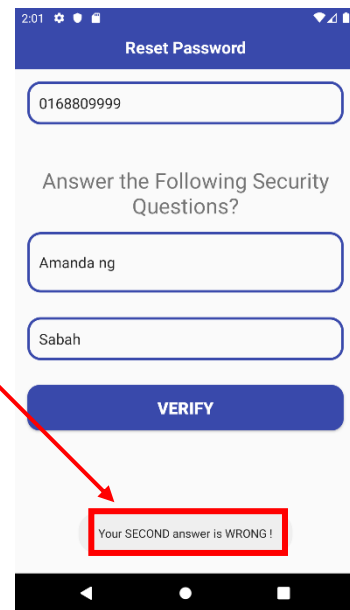 2:01
Reset Password
0168809999
Answer the Following Security
Questions?
Amanda ng
Sabah
VERIFY
Your SECOND answer is WRONG !